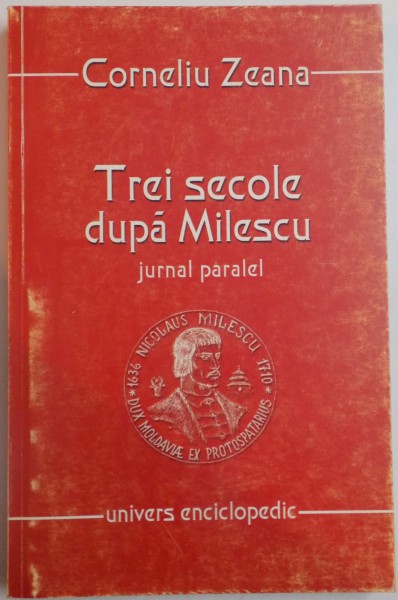 Corneliu Zeana
Trei secole
după Milescu
jurnal paralel
* 1636 NICOLAUS MILESCU 1710 *
DUX MOLDAVIÆ EX PROTOSPATARIUS
univers enciclopedic